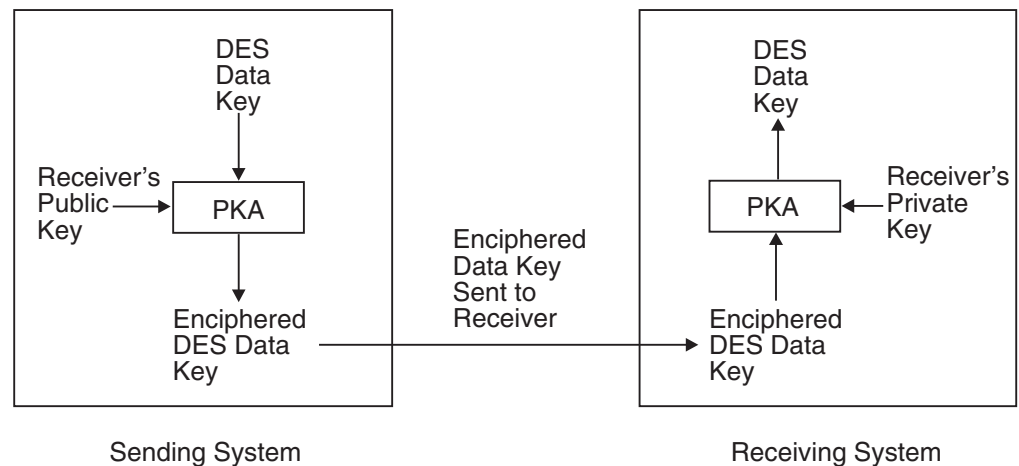 DES
Data
Key
Receiver's
Public
Key
PKA
Enciphered
DES Data
Key
Enciphered
Data Key
Sent to
Receiver
DES
Data
Key
PKA
Receiver's
Private
Key
Enciphered
DES Data
Key
Sending System
Receiving System